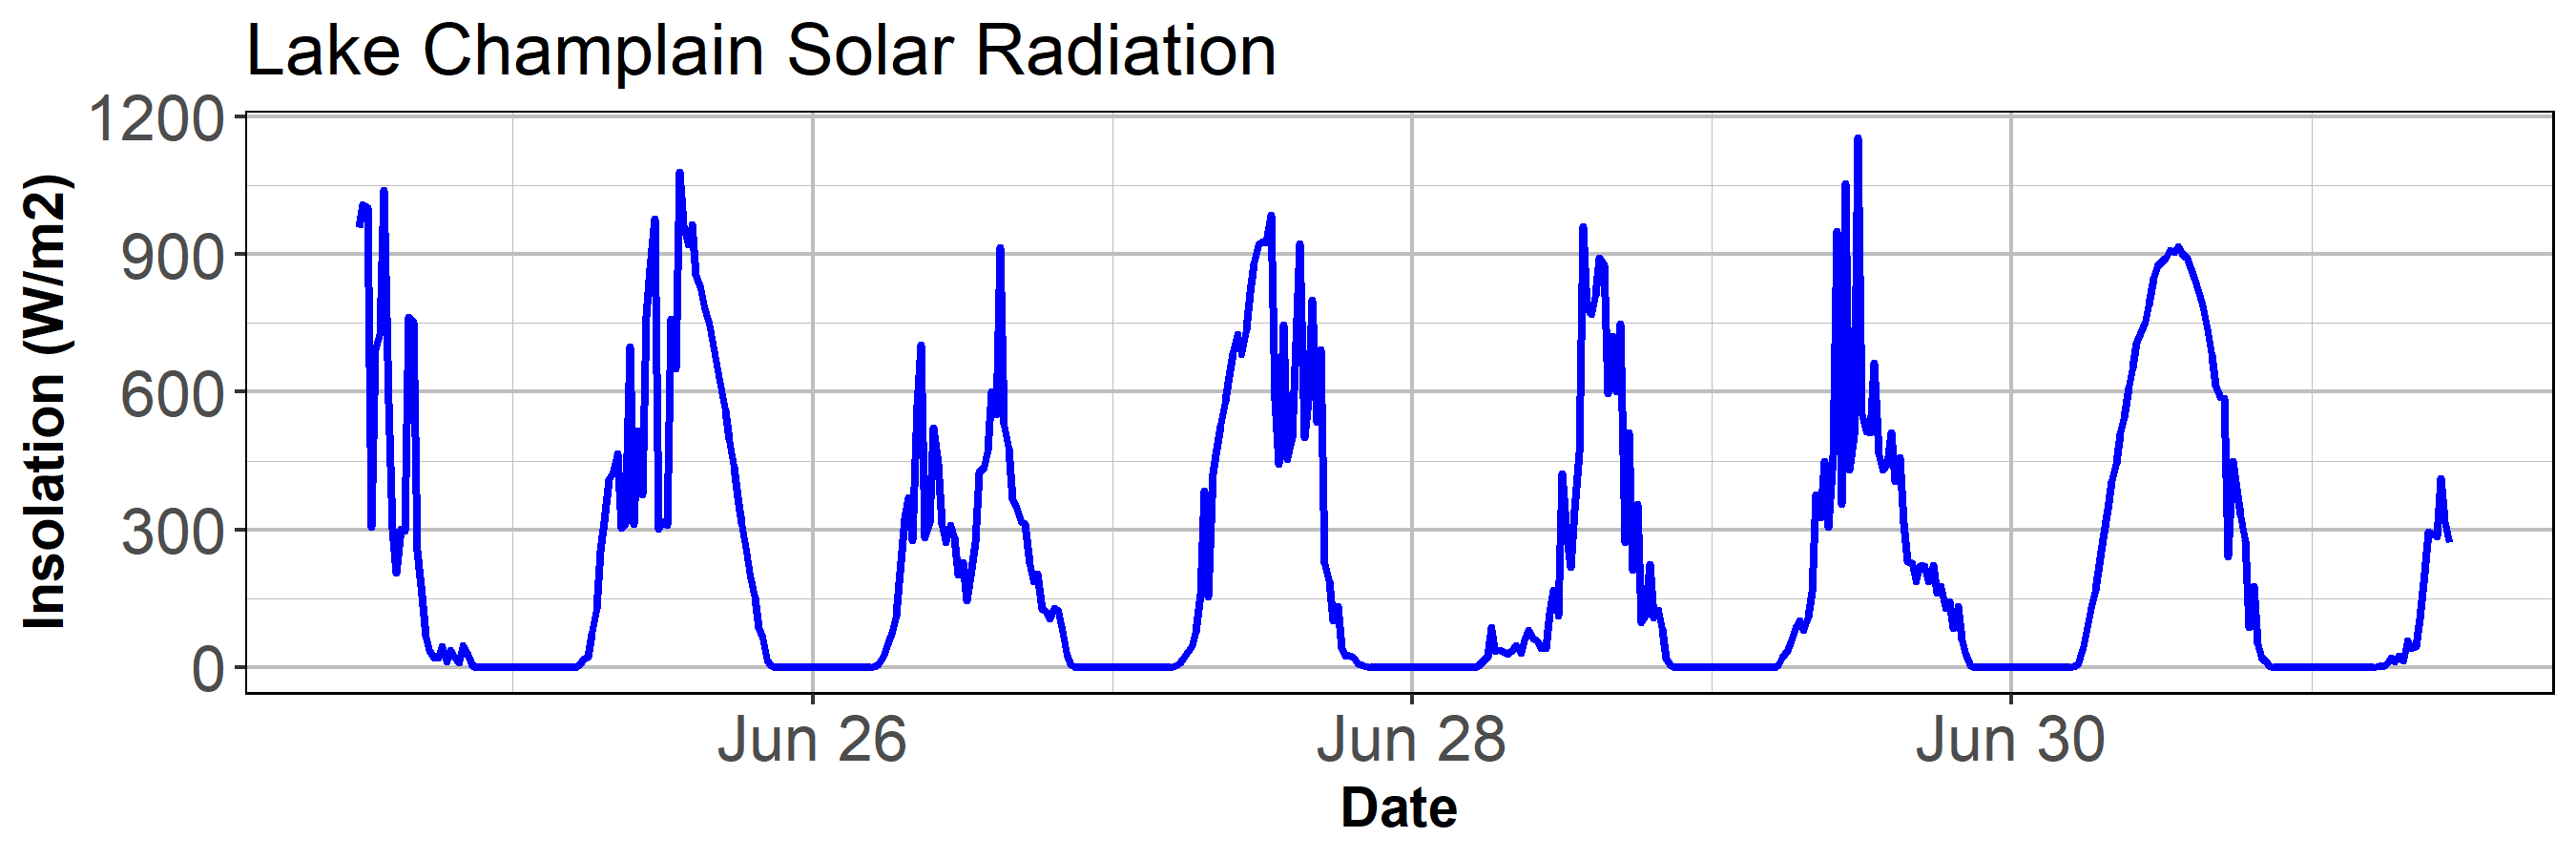 Lake Champlain Solar Radiation
1200
900
600
300
0
Insolation (W/m2)
Jun 26 Jun 28 Jun 30
Date